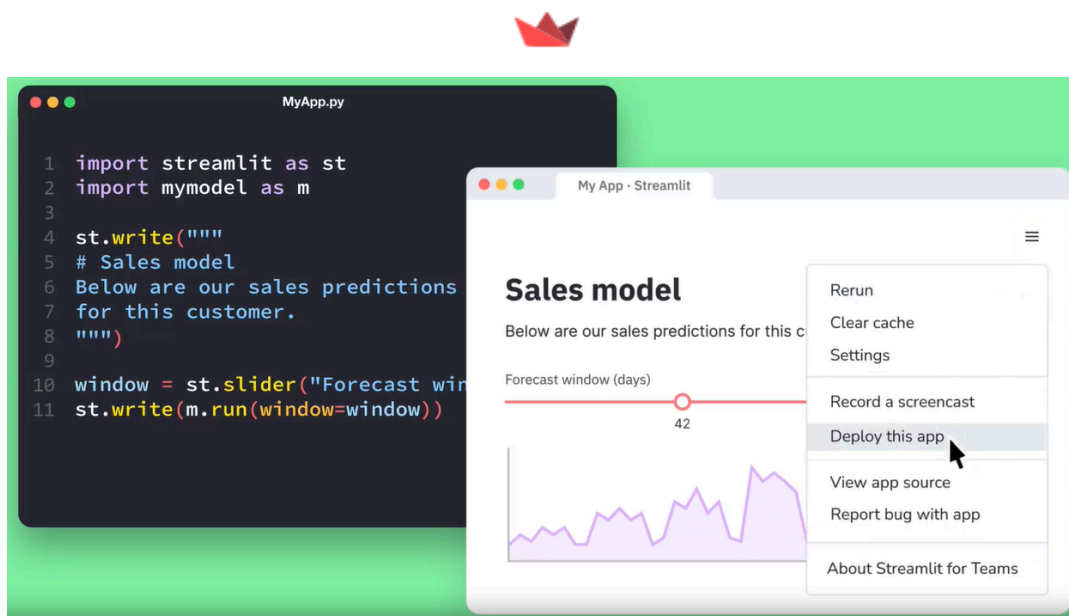 MyApp.py
1 import streamlit as st
2 import mymodel as m
3
4 st.write("""
5 # Sales model
6 Below are our sales predictions
7 for this customer.
8 """)
9
10 window = st.slider("Forecast win
11 st.write(m.run(window=window))
My App · Streamlit
Sales model
Below are our sales predictions for this c
Forecast window (days)
42
Rerun
Clear cache
Settings
Record a screencast
Deploy this app
View app source
Report bug with app
About Streamlit for Teams